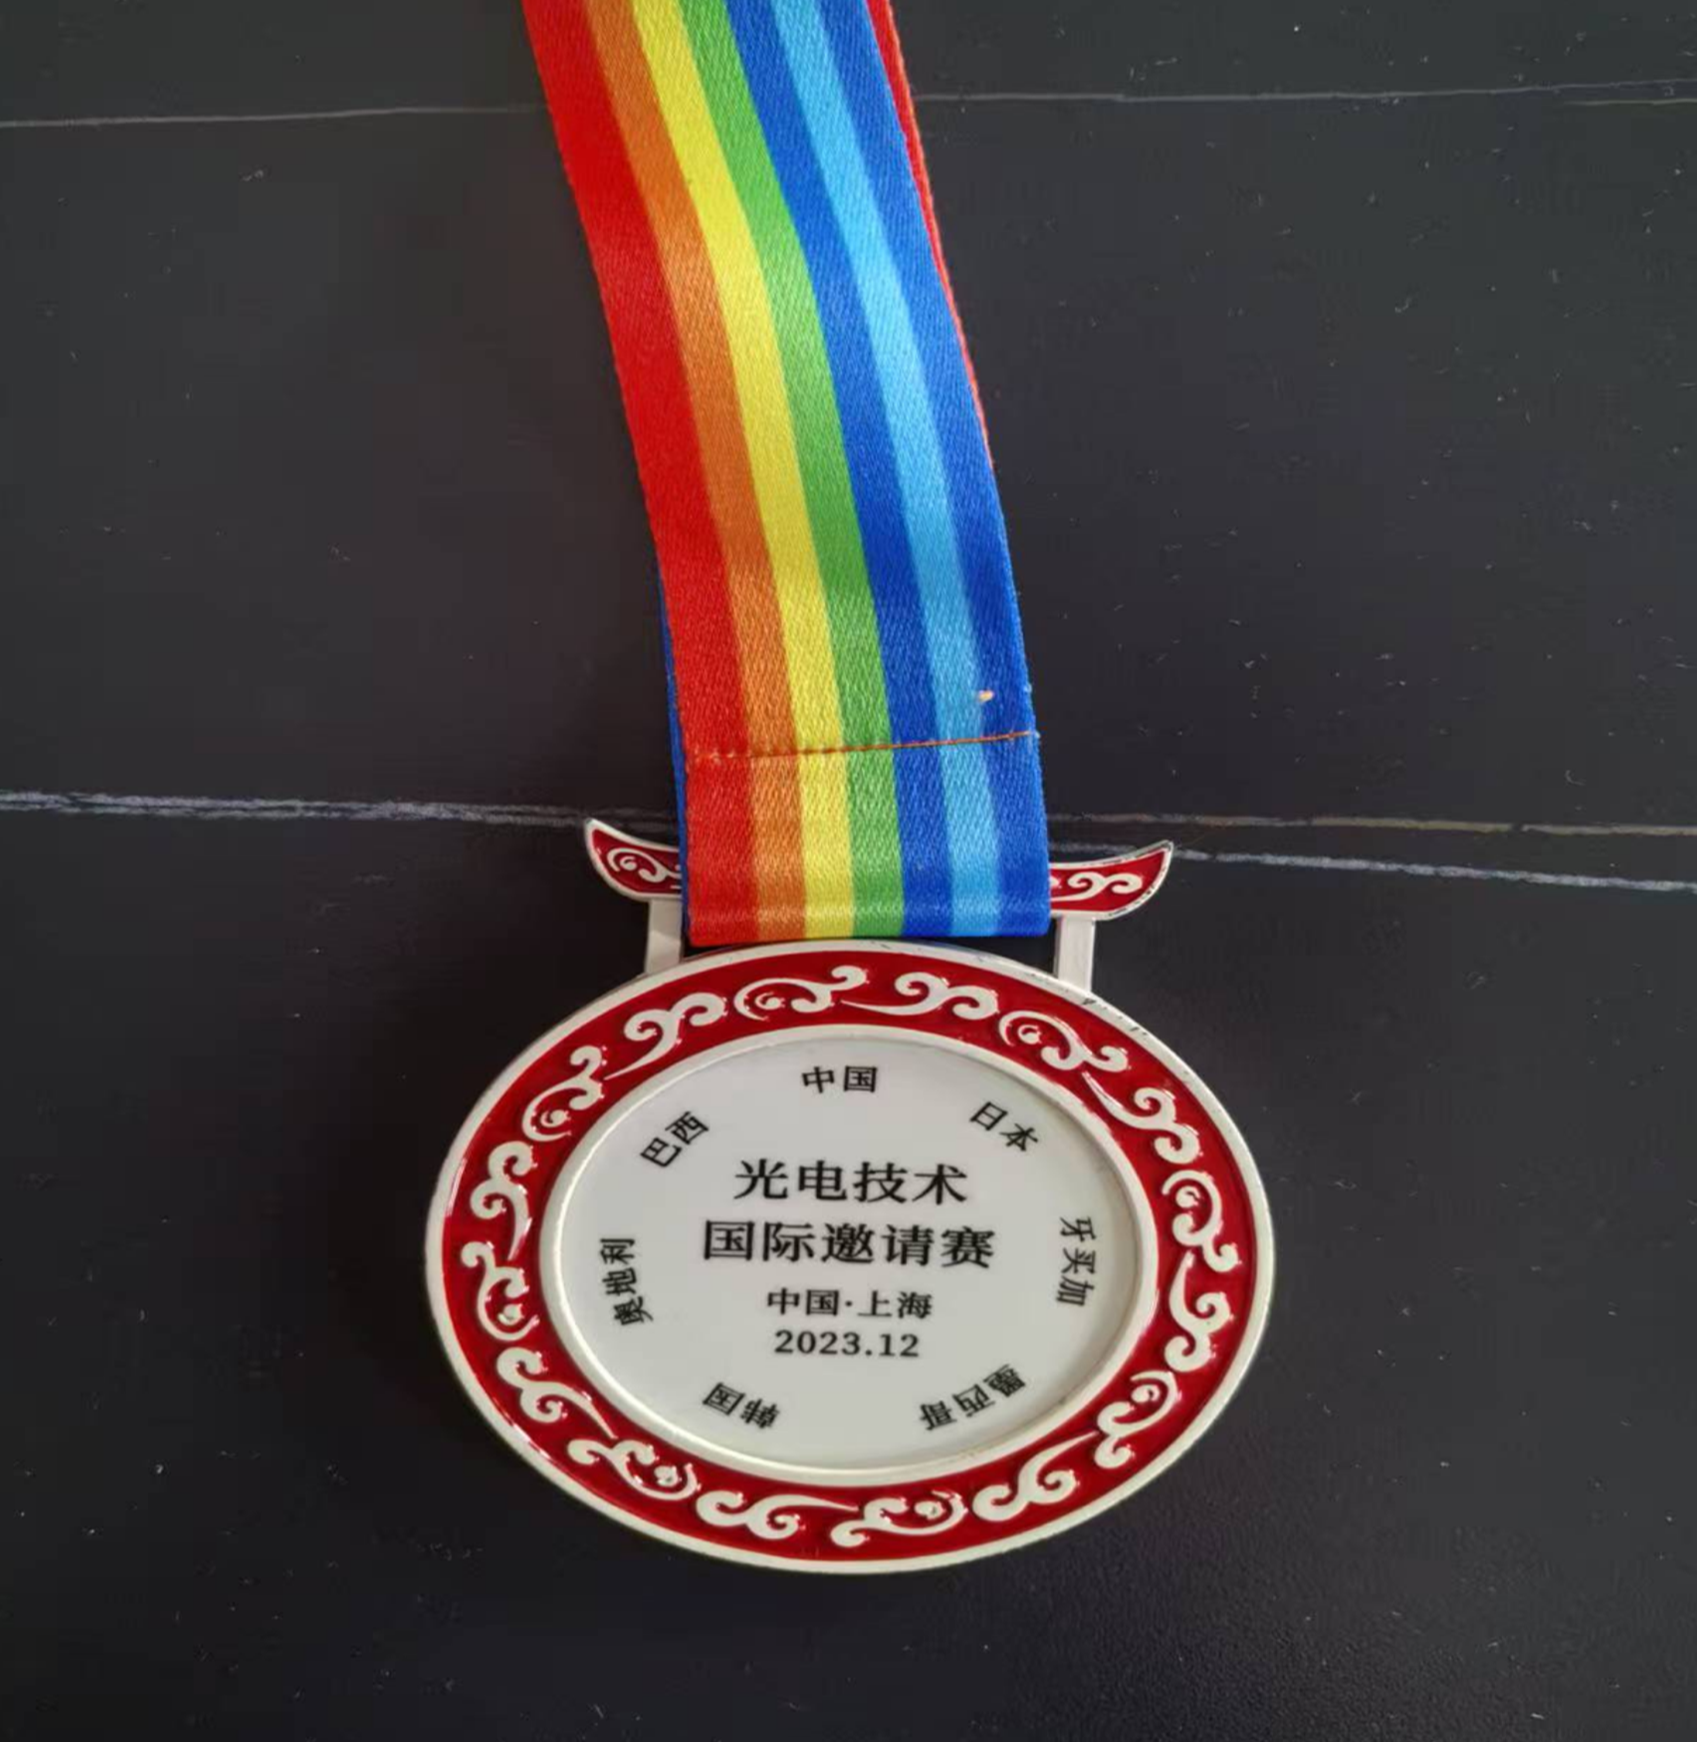 中国
日本
牙买加
墨西哥
韩国
奥地利
巴西
光电技术
国际邀请赛
中国·上海
2023.12